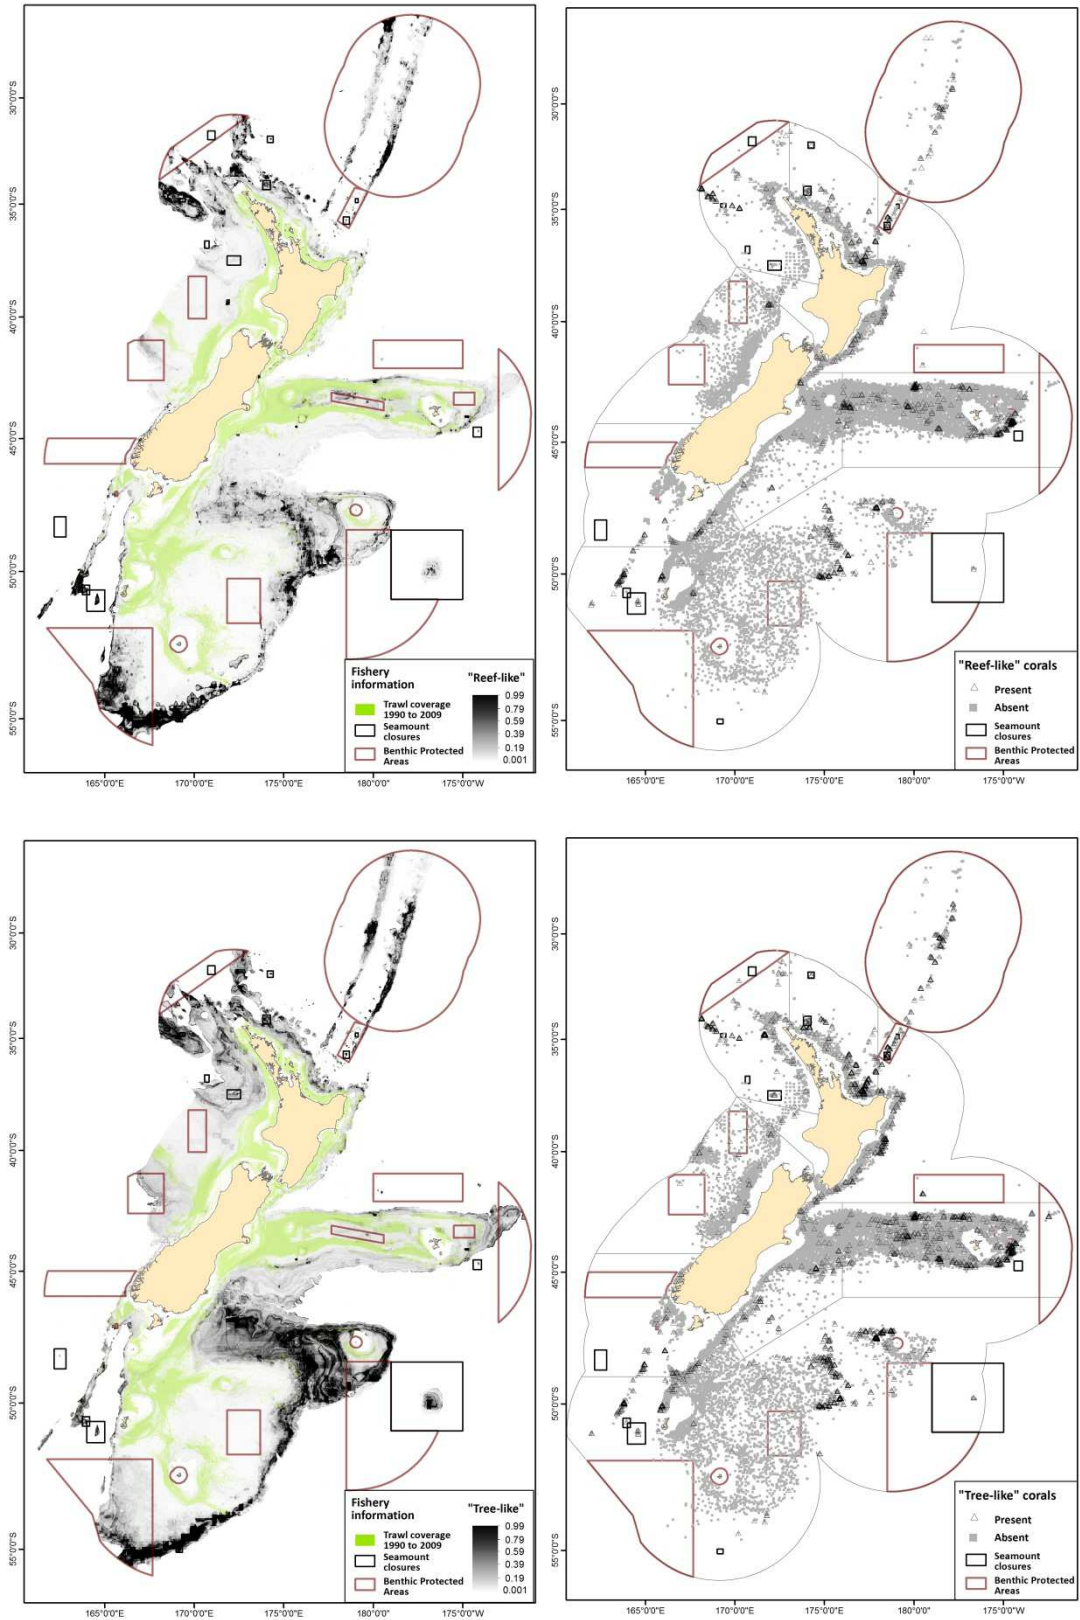 30°0'0"S
35°0'0"S
40°0'0"S
45°0'0"S
50°0'0"S
55°0'0"S
165°0'0"E
170°0'0"E
175°0'0"E
180°0'0"
175°0'0"W
Fishery
information
"Reef-like"
Trawl coverage
1990 to 2009
Seamount
closures
Benthic Protected
Areas
0.99
0.79
0.59
0.39
0.19
0.001
30°0'0"S
35°0'0"S
40°0'0"S
45°0'0"S
50°0'0"S
55°0'0"S
165°0'0"E
170°0'0"E
175°0'0"E
180°0'0"
175°0'0"W
"Reef-like" corals
Present
Absent
Seamount
closures
Benthic Protected
Areas
30°0'0"S
35°0'0"S
40°0'0"S
45°0'0"S
50°0'0"S
55°0'0"S
165°0'0"E
170°0'0"E
175°0'0"E
180°0'0"
175°0'0"W
Fishery
information
"Tree-like"
Trawl coverage
1990 to 2009
Seamount
closures
Benthic Protected
Areas
0.99
0.79
0.59
0.39
0.19
0.001
30°0'0"S
35°0'0"S
40°0'0"S
45°0'0"S
50°0'0"S
55°0'0"S
165°0'0"E
170°0'0"E
175°0'0"E
180°0'0"
175°0'0"W
"Tree-like" corals
Present
Absent
Seamount
closures
Benthic Protected
Areas